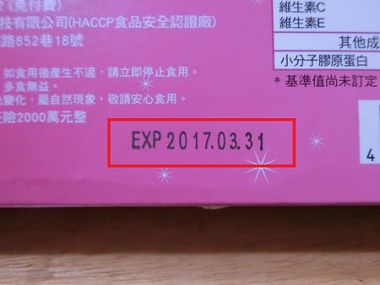 (免付費)
技有限公司(HACCP食品安全認證廠)
路852巷18號
如食用後產生不適，請立即停止食用。
多食無益。
變化，屬自然現象，敬請安心食用。
險2000萬元整
EXP 2017.03.31
維生素C
維生素E
其他成
小分子膠原蛋白
*基準值尚未訂定
4